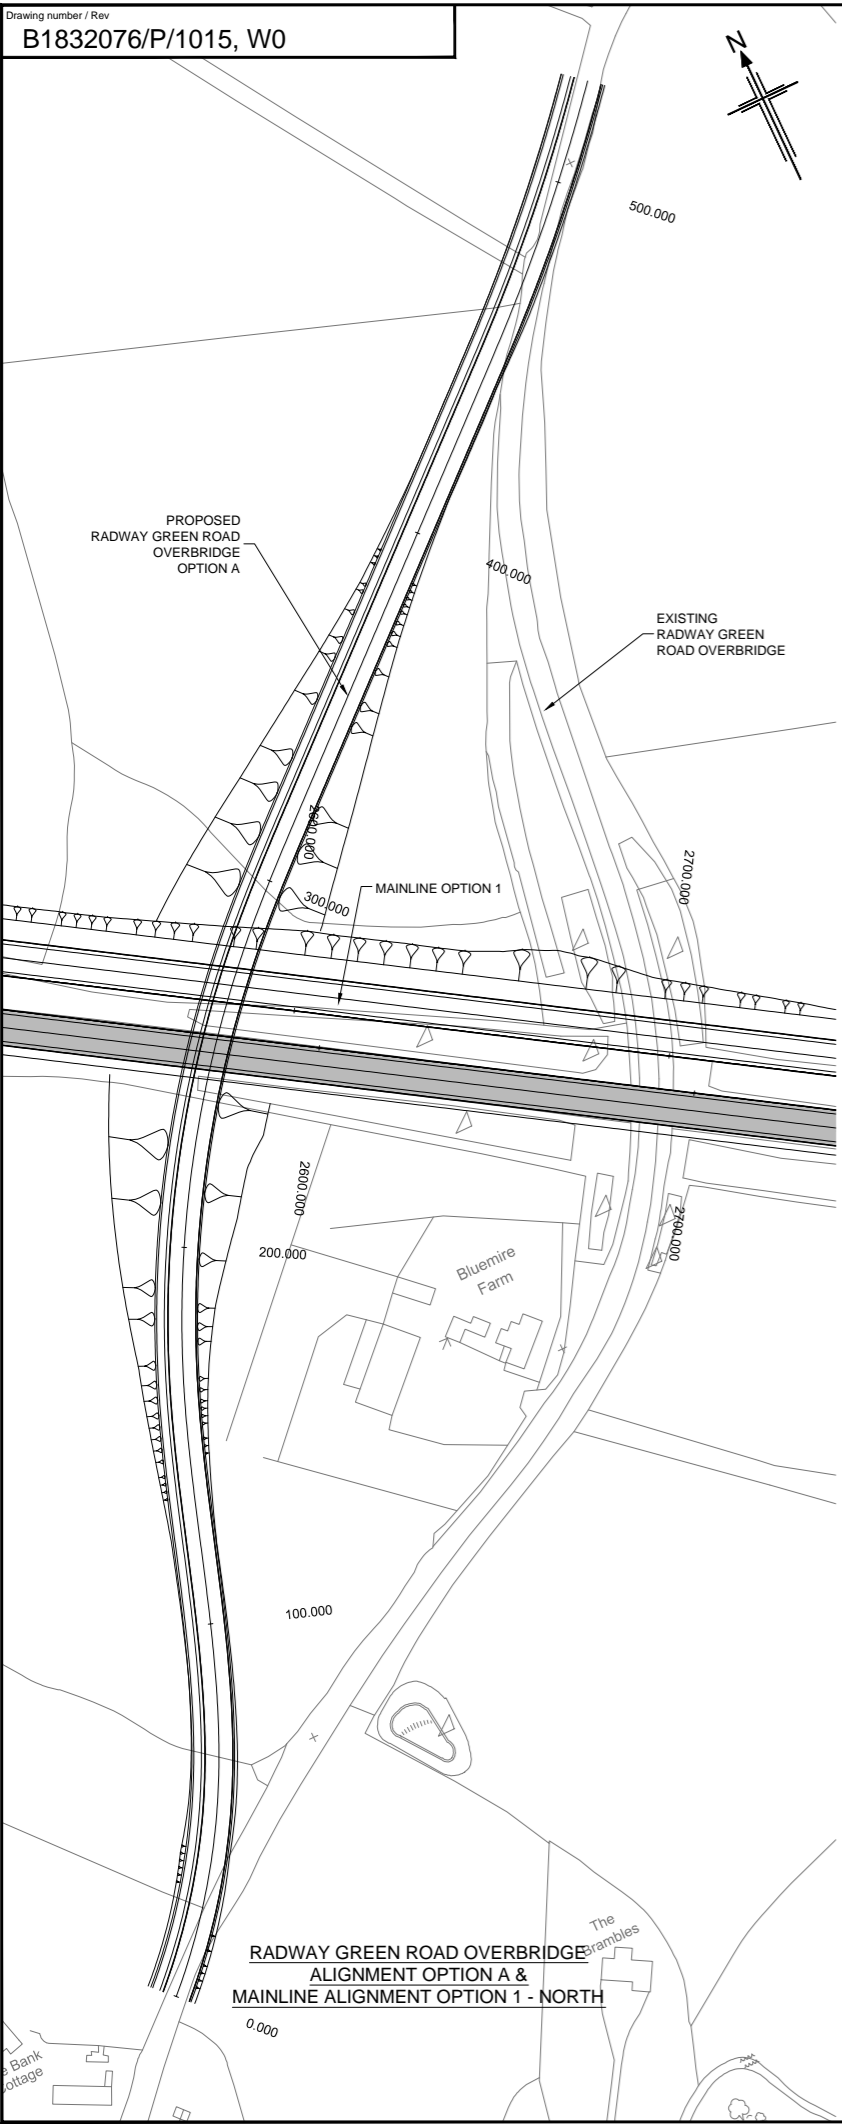 Drawing number / Rev
B1832076/P/1015, W0
N
500.000
PROPOSED
RADWAY GREEN ROAD
OVERBRIDGE
OPTION A
400.000
EXISTING
RADWAY GREEN
ROAD OVERBRIDGE
2600.000
2700.000
300.000
MAINLINE OPTION 1
2600.000
2700.000
200.000
Bluemire
Farm
100.000
The
Brambles
RADWAY GREEN ROAD OVERBRIDGE
ALIGNMENT OPTION A &
MAINLINE ALIGNMENT OPTION 1 - NORTH
0.000
e Bank
ottage